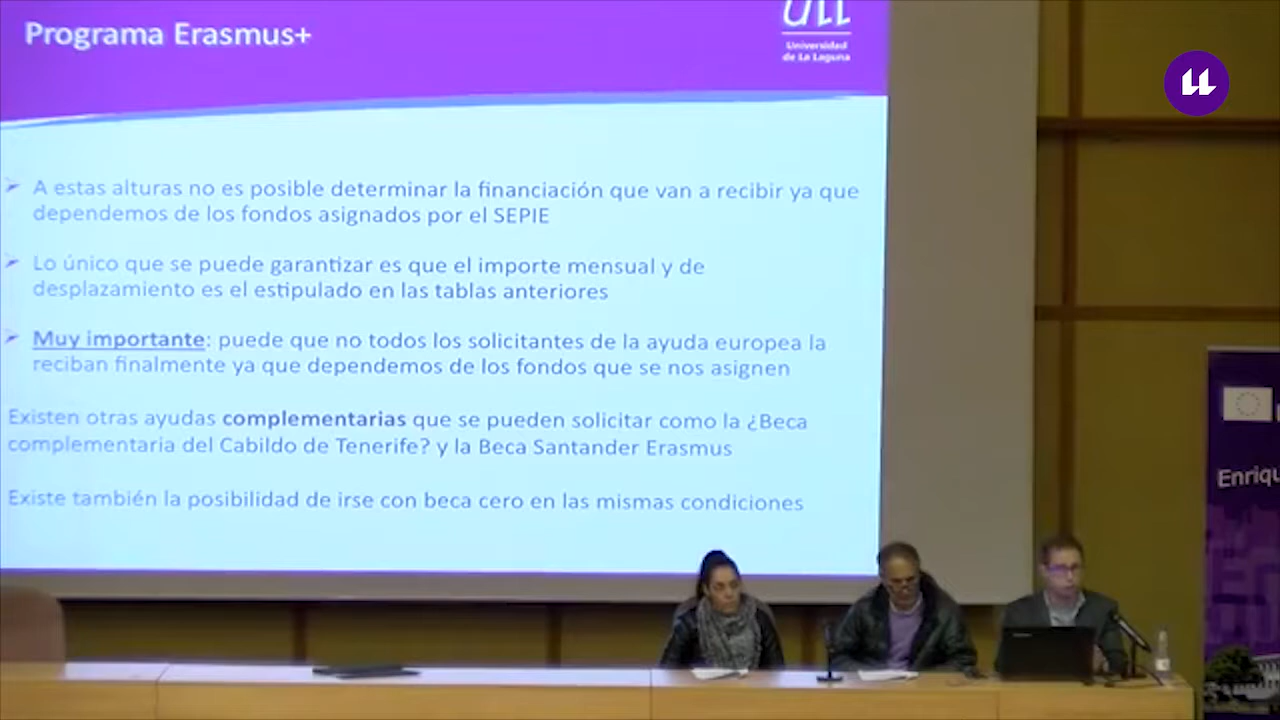 Programa Erasmus+
ull
Universidad
de La Laguna
A estas alturas no es posible determinar la financiación que van a recibir ya que
dependemos de los fondos asignados por el SEPIE
Lo único que se puede garantizar es que el importe mensual y de
desplazamiento es el estipulado en las tablas anteriores
Muy importante: puede que no todos los solicitantes de la ayuda europea la
reciban finalmente ya que dependemos de los fondos que se nos asignen
Existen otras ayudas complementarias que se pueden solicitar como la ¿Beca
complementaria del Cabildo de Tenerife? y la Beca Santander Erasmus
Existe también la posibilidad de irse con beca cero en las mismas condiciones
Enriqu